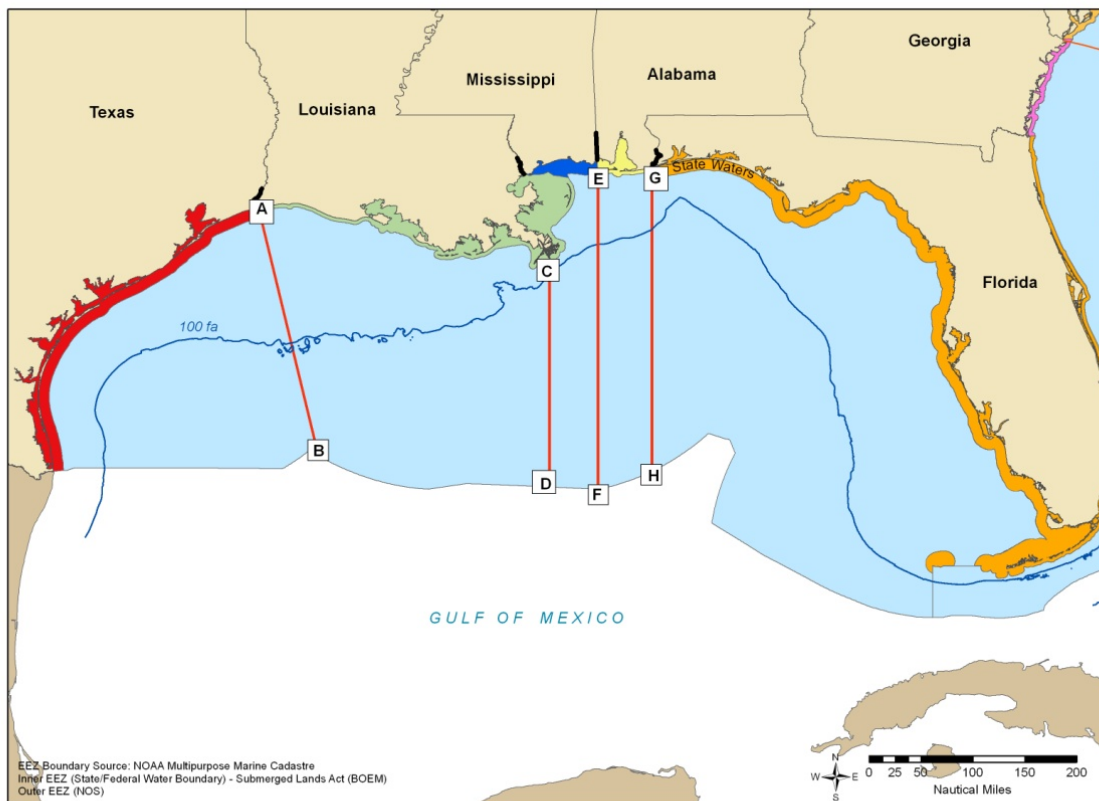 Georgia
Mississippi
Alabama
Texas
Louisiana
State Waters
E
G
A
C
Florida
100 fa
B
D
F
H
GULF OF MEXICO
EEZ Boundary Source: NOAA Multipurpose Marine Cadastre
Inner EEZ (State/Federal Water Boundary) - Submerged Lands Act (BOEM)
Outer EEZ (NOS)
N
W E
S
0 25 50 100 150 200
Nautical Miles